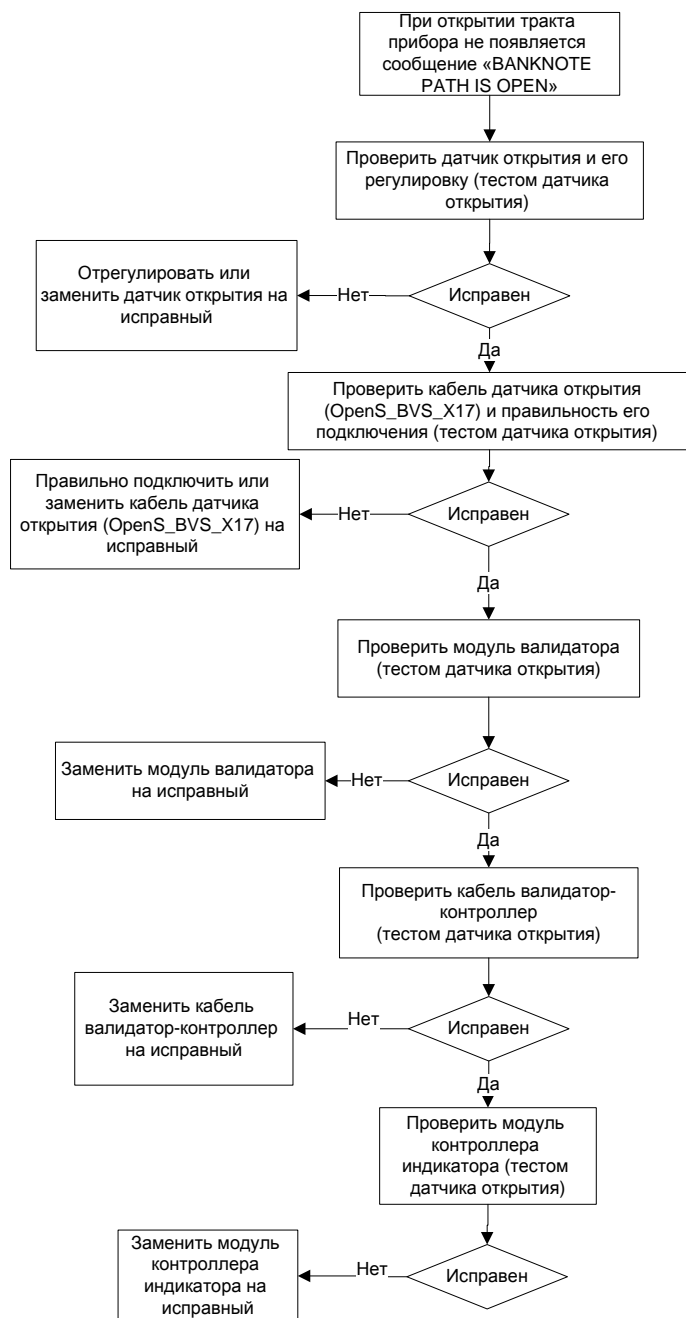 При открытии тракта
прибора не появляется
сообщение «BANKNOTE
PATH IS OPEN»
Проверить датчик открытия и его
регулировку (тестом датчика
открытия)
Исправен
Нет
Отрегулировать или
заменить датчик открытия на
исправный
Да
Проверить кабель датчика открытия
(OpenS_BVS_X17) и правильность его
подключения (тестом датчика открытия)
Исправен
Нет
Правильно подключить или
заменить кабель датчика
открытия (OpenS_BVS_X17) на
исправный
Да
Проверить модуль валидатора
(тестом датчика открытия)
Исправен
Нет
Заменить модуль валидатора
на исправный
Да
Проверить кабель валидатор-
контроллер
(тестом датчика открытия)
Исправен
Нет
Заменить кабель
валидатор-контроллер
на исправный
Да
Проверить модуль
контроллера
индикатора (тестом
датчика открытия)
Исправен
Нет
Заменить модуль
контроллера
индикатора на
исправный